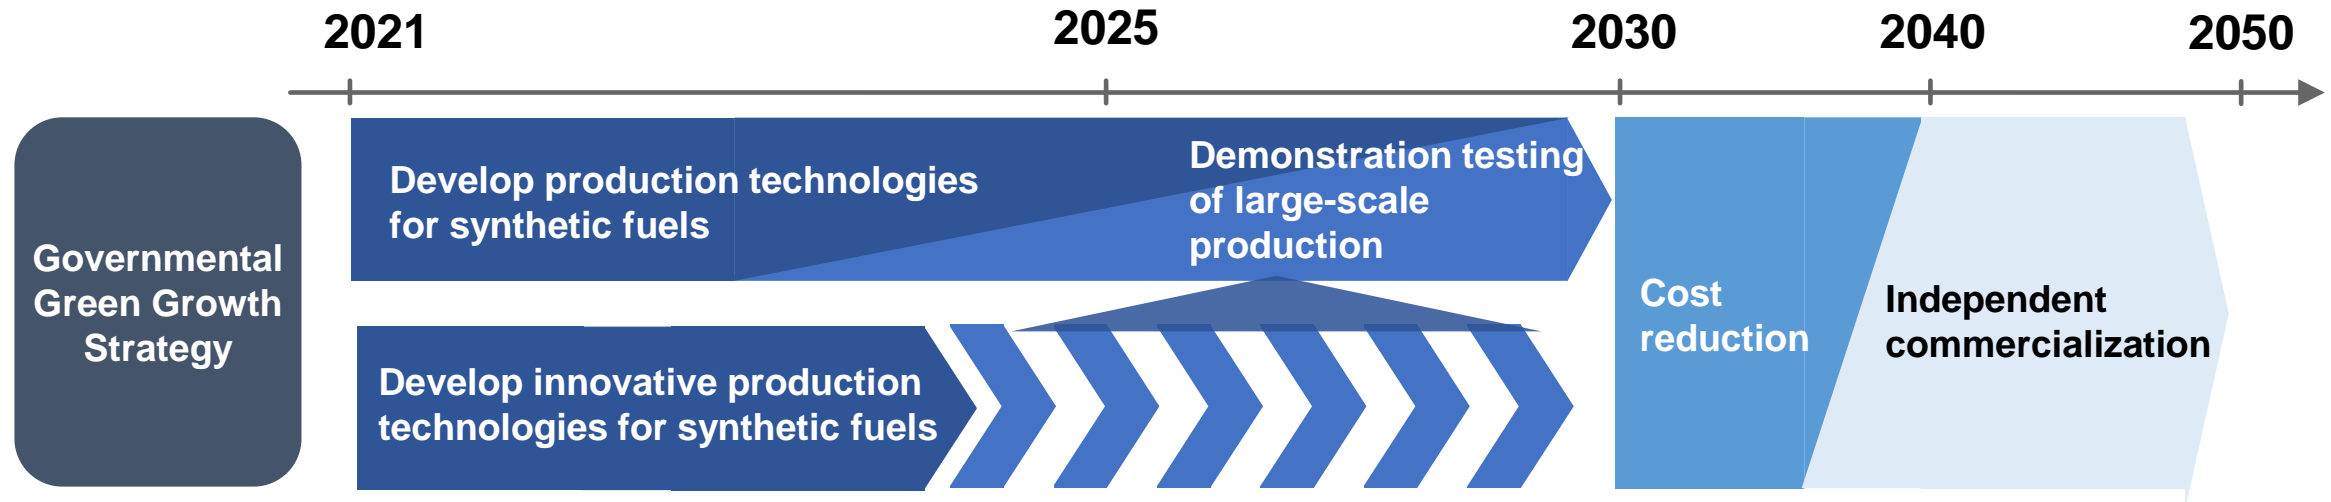 2021
2025
2030
2040
2050
Governmental
Green Growth
Strategy
Develop production technologies
for synthetic fuels
Demonstration testing
of large-scale
production
Develop innovative production
technologies for synthetic fuels
Cost
reduction
Independent
commercialization